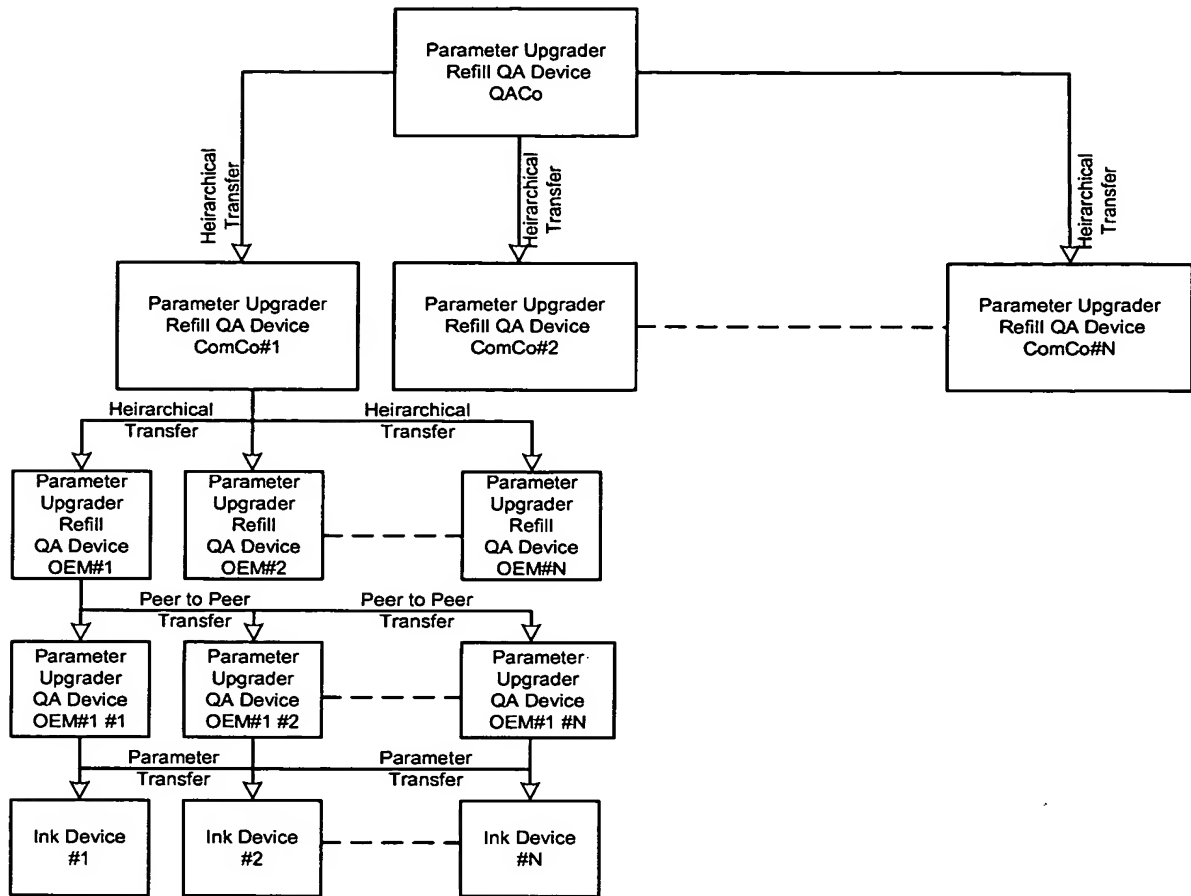 Parameter Upgrader
Refill QA Device
QACo
Heirarchical
Transfer
Heirarchical
Transfer
Heirarchical
Transfer
Parameter Upgrader
Refill QA Device
ComCo#1
Parameter Upgrader
Refill QA Device
ComCo#2
Parameter Upgrader
Refill QA Device
ComCo#N
Heirarchical
Transfer
Heirarchical
Transfer
Parameter
Upgrader
Refill
QA Device
OEM#1
Parameter
Upgrader
Refill
QA Device
OEM#2
Parameter
Upgrader
Refill
QA Device
OEM#N
Peer to Peer
Transfer
Peer to Peer
Transfer
Parameter
Upgrader
QA Device
OEM#1 #1
Parameter
Upgrader
QA Device
OEM#1 #2
Parameter
Upgrader
QA Device
OEM#1 #N
Parameter
Transfer
Parameter
Transfer
Ink Device
#1
Ink Device
#2
Ink Device
#N